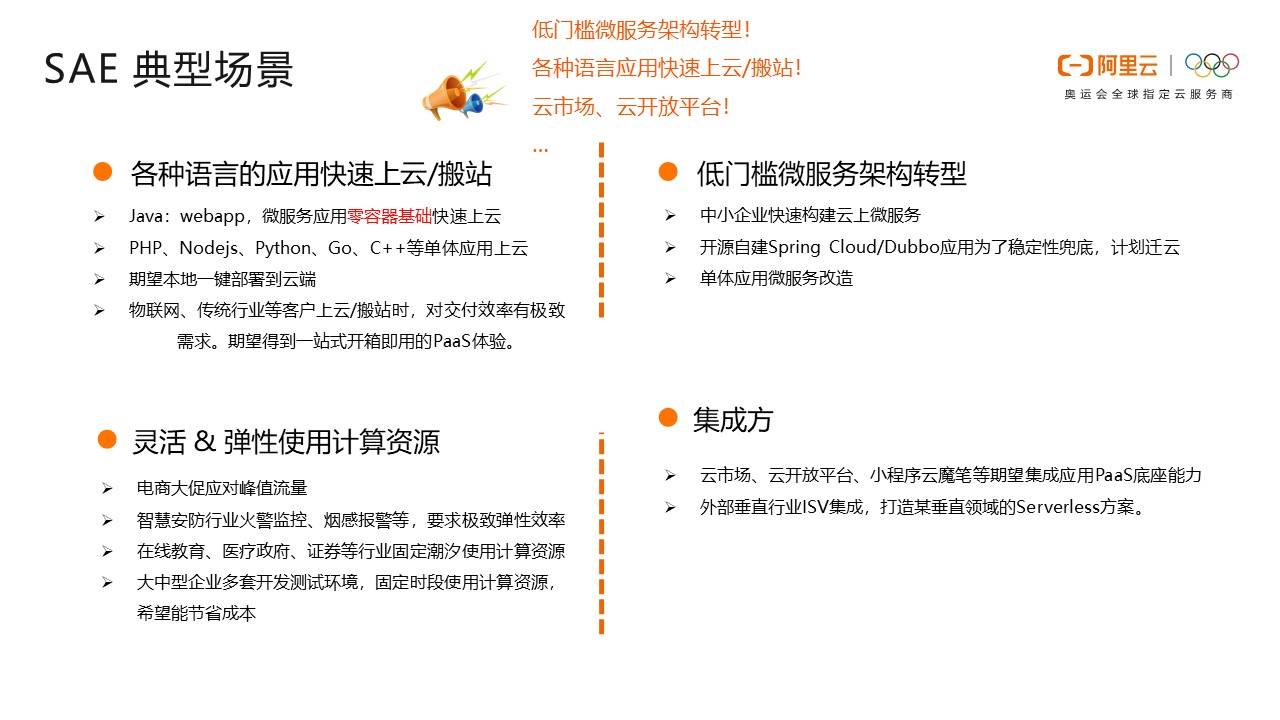 SAE 典型场景
低门槛微服务架构转型！
各种语言应用快速上云/搬站！
云市场、云开放平台！
...
阿里云
奥运会全球指定云服务商
各种语言的应用快速上云/搬站
Java：webapp，微服务应用零容器基础快速上云
PHP、Nodejs、Python、Go、C++等单体应用上云
期望本地一键部署到云端
物联网、传统行业等客户上云/搬站时，对交付效率有极致
需求。期望得到一站式开箱即用的PaaS体验。
低门槛微服务架构转型
中小企业快速构建云上微服务
开源自建Spring Cloud/Dubbo应用为了稳定性兜底，计划迁云
单体应用微服务改造
灵活 & 弹性使用计算资源
电商大促应对峰值流量
智慧安防行业火警监控、烟感报警等，要求极致弹性效率
在线教育、医疗政府、证券等行业固定潮汐使用计算资源
大中型企业多套开发测试环境，固定时段使用计算资源，
希望能节省成本
集成方
云市场、云开放平台、小程序云魔笔等期望集成应用PaaS底座能力
外部垂直行业ISV集成，打造某垂直领域的Serverless方案。